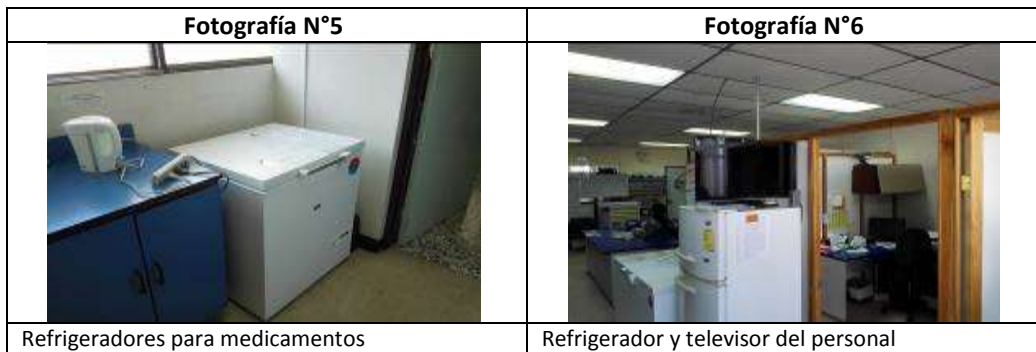 Fotografía N°5
Fotografía N°6
Refrigeradores para medicamentos
Refrigerador y televisor del personal